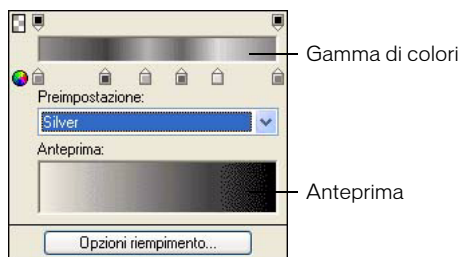 Gamma di colori
Preimpostazione:
Silver
Anteprima:
Anteprima
Opzioni riempimento...